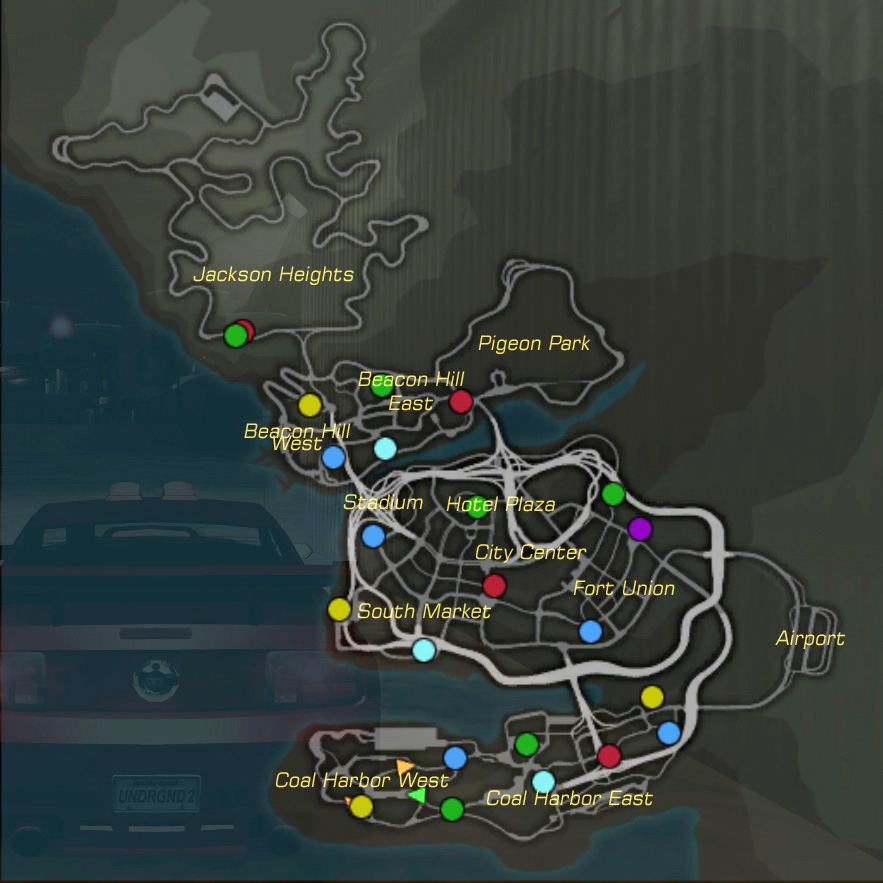 Jackson Heights
Pigeon Park
Beacon Hill
East
Beacon Hill
West
Stadium
Hotel Plaza
City Center
Fort Union
South Market
Airport
Coal Harbor West
Coal Harbor East
UNDRGND2